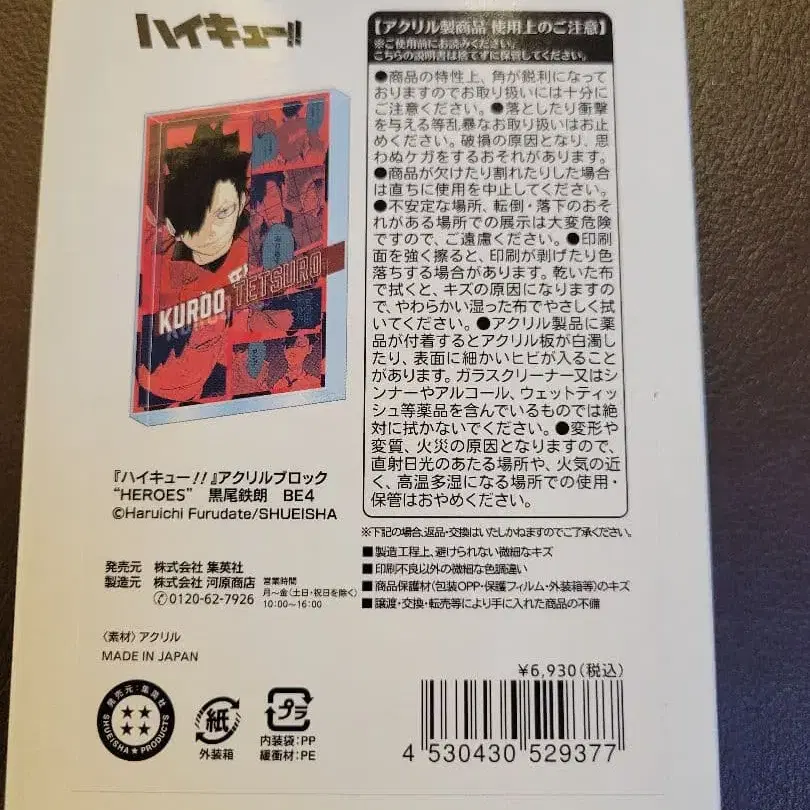 ハイキュー!!
KUROO
TETSURO
『ハイキュー!!』アクリルブロック
“HEROES” 黒尾鉄朗 BE4
©Haruichi Furudate/SHUEISHA
発売元 株式会社 集英社
製造元 株式会社 河原商店
0120-62-7926
営業時間
月〜金(土日・祝日を除く)
10:00〜16:00
〈素材〉アクリル
MADE IN JAPAN
発売元:集英社
SHUEISHA★PRODUCTS
紙
外装箱
プラ
内装袋:PP
緩衝材:PE
【アクリル製商品 使用上のご注意】
※ご使用前にお読みください。
こちらの説明書は捨てずに保管してください。
●商品の特性上、角が鋭利になって
おりますのでお取り扱いには十分に
ご注意ください。●落としたり衝撃
を与える等乱暴なお取り扱いはお止
めください。破損の原因となり、思
わぬケガをするおそれがあります。
●商品が欠けたり割れたりした場合
は直ちに使用を中止してください。
●不安定な場所、転倒・落下のおそ
れがある場所での展示は大変危険
ですので、ご遠慮ください。●印刷
面を強く擦ると、印刷が剥げたり色
落ちする場合があります。乾いた布
で拭くと、キズの原因になりますの
で、やわらかい湿った布でやさしく拭
いてください。●アクリル製品に薬
品が付着するとアクリル板が白濁し
たり、表面に細かいヒビが入ること
があります。ガラスクリーナー又はシ
ンナーやアルコール、ウェットティッ
シュ等薬品を含んでいるものでは絶
対に拭かないでください。●変形や
変質、火災の原因となりますので、
直射日光のあたる場所や、火気の近
く、高温多湿になる場所での使用・
保管はおやめください。
※下記の場合、返品・交換はいたしかねますのでご了承ください。
■製造工程上、避けられない微細なキズ
■印刷不良以外の微細な色調違い
■商品保護材(包装OPP・保護フィルム・外装箱等)のキズ
■譲渡・交換・転売等により手に入れた商品の不備
¥6,930(税込)
4 530430 529377